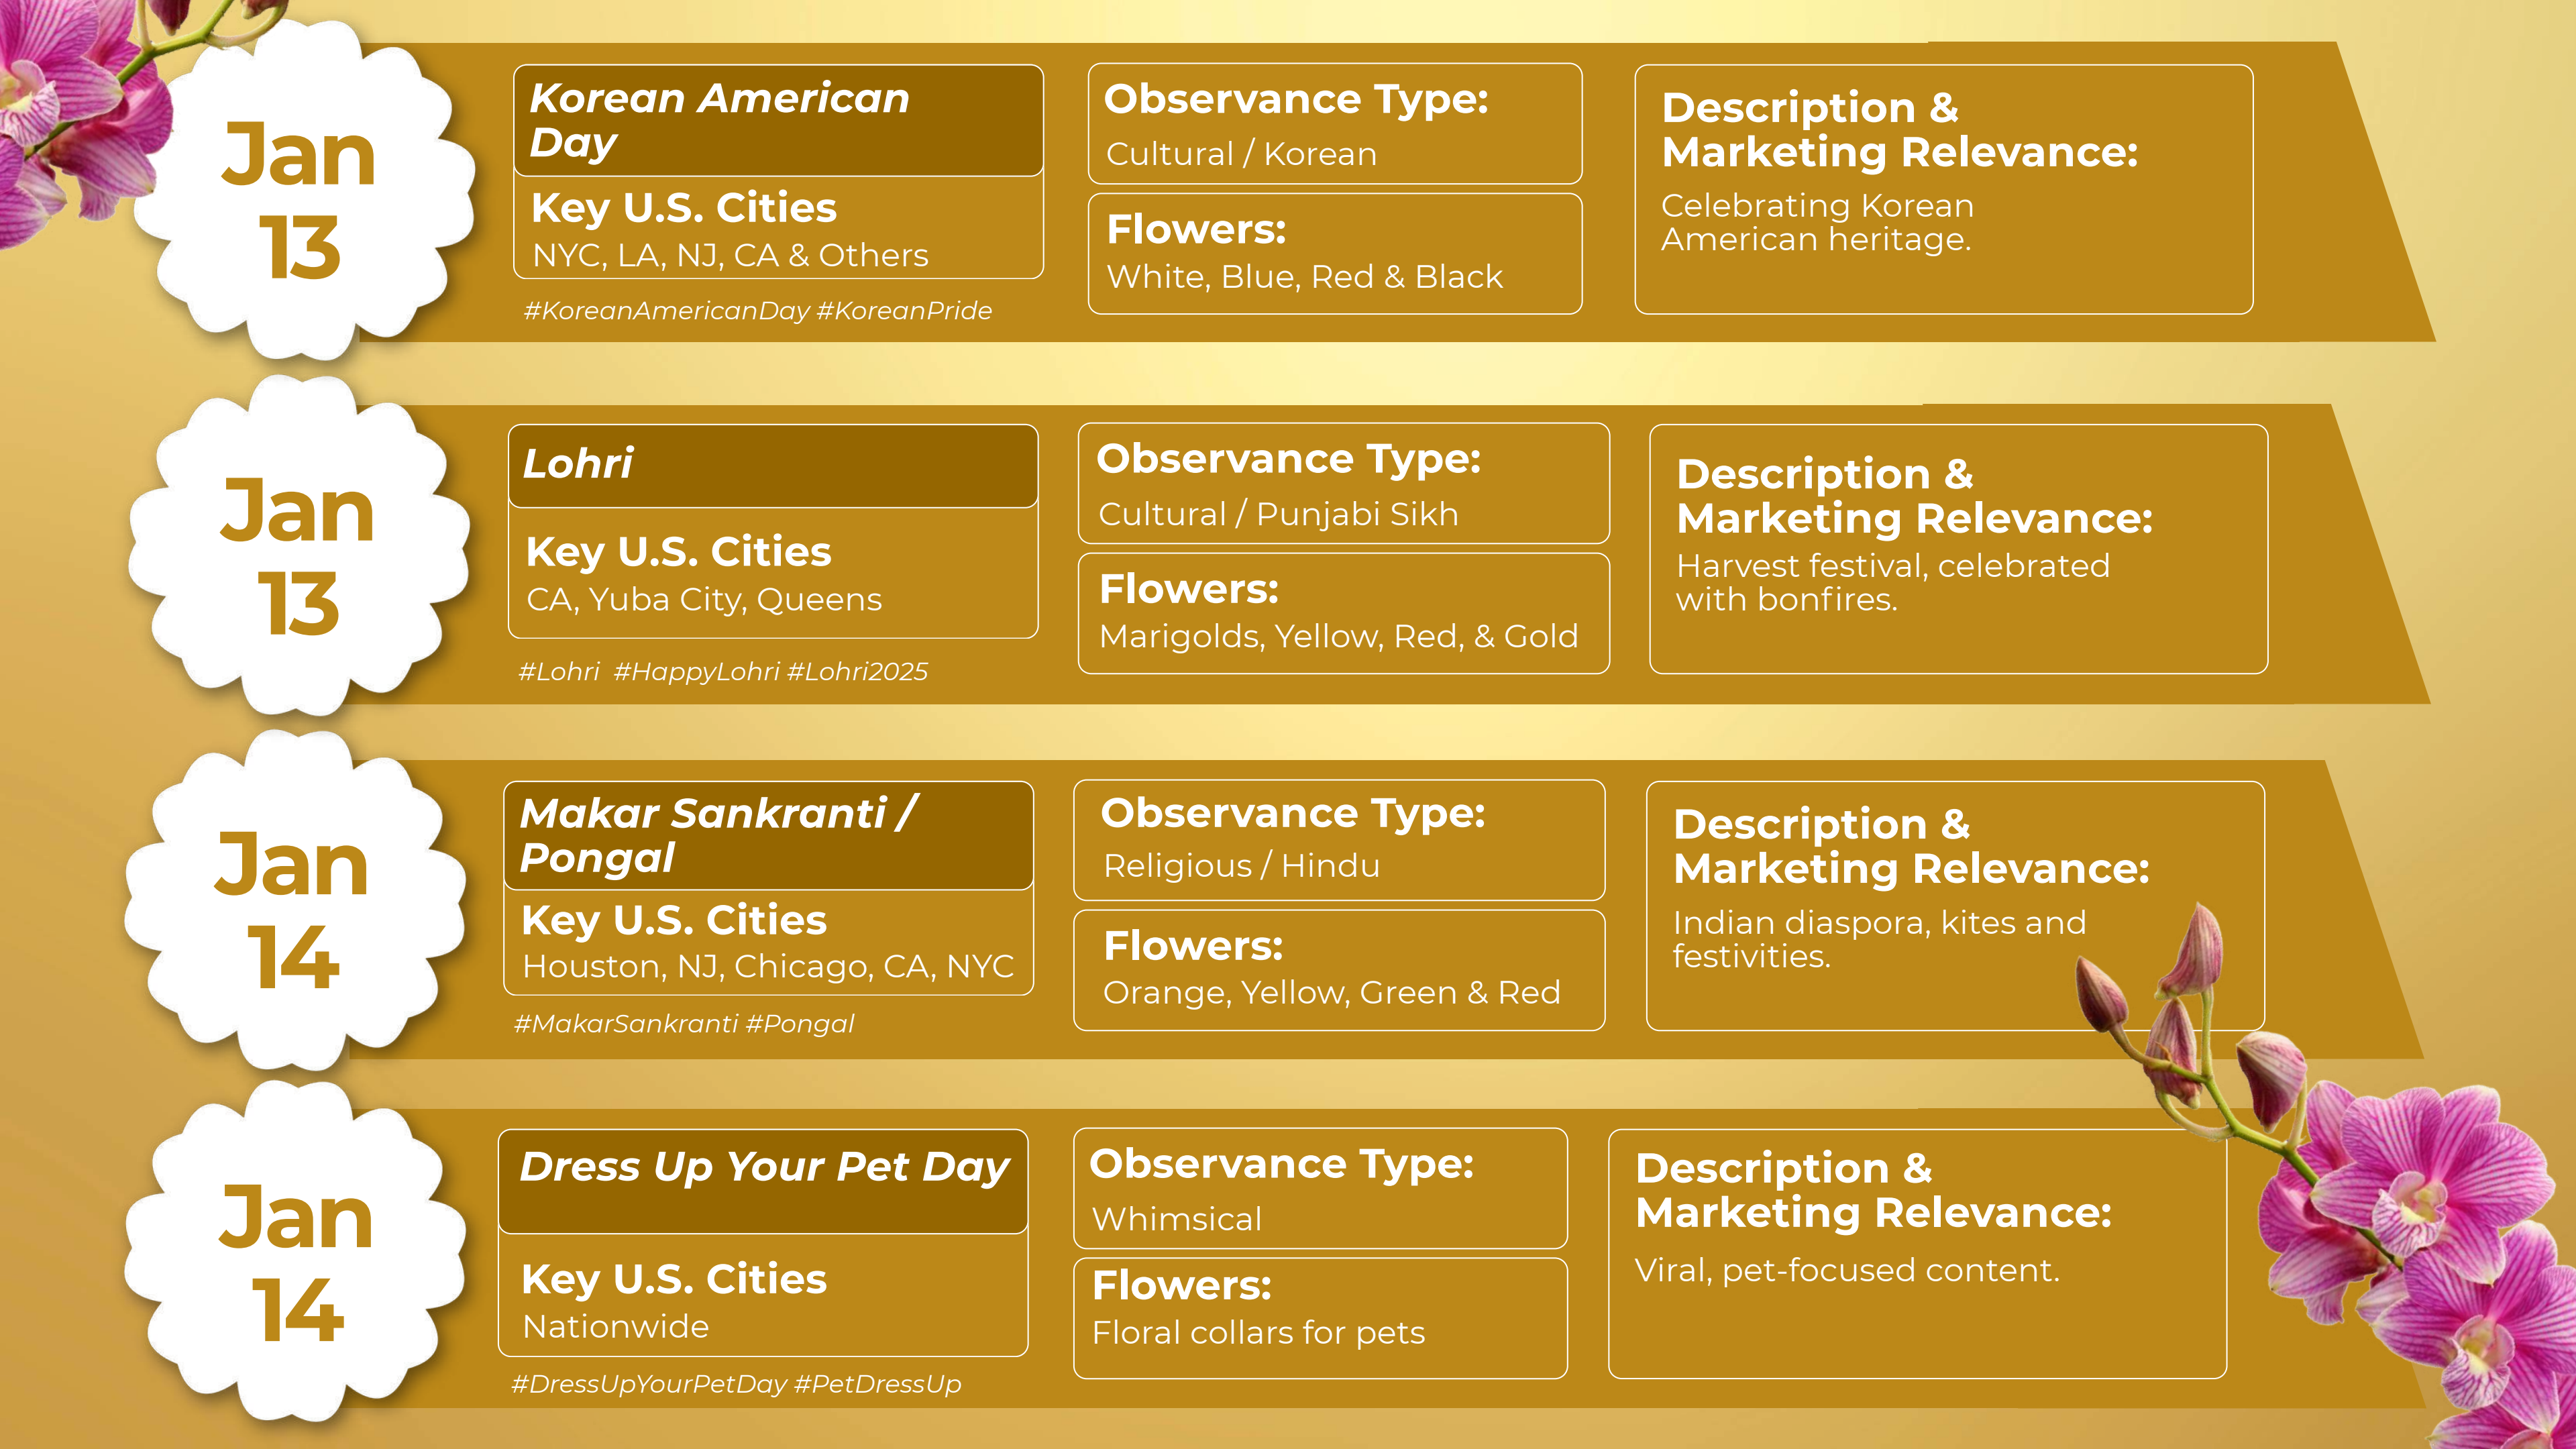 Jan
13
Korean American
Day
Key U.S. Cities
NYC, LA, NJ, CA & Others
#KoreanAmericanDay #KoreanPride
Observance Type:
Cultural / Korean
Flowers:
White, Blue, Red & Black
Description &
Marketing Relevance:
Celebrating Korean
American heritage.
Jan
13
Lohri
Key U.S. Cities
CA, Yuba City, Queens
#Lohri #HappyLohri #Lohri2025
Observance Type:
Cultural / Punjabi Sikh
Flowers:
Marigolds, Yellow, Red, & Gold
Description &
Marketing Relevance:
Harvest festival, celebrated
with bonfires.
Jan
14
Makar Sankranti /
Pongal
Key U.S. Cities
Houston, NJ, Chicago, CA, NYC
#MakarSankranti #Pongal
Observance Type:
Religious / Hindu
Flowers:
Orange, Yellow, Green & Red
Description &
Marketing Relevance:
Indian diaspora, kites and
festivities.
Jan
14
Dress Up Your Pet Day
Key U.S. Cities
Nationwide
#DressUpYourPetDay #PetDressUp
Observance Type:
Whimsical
Flowers:
Floral collars for pets
Description &
Marketing Relevance:
Viral, pet-focused content.